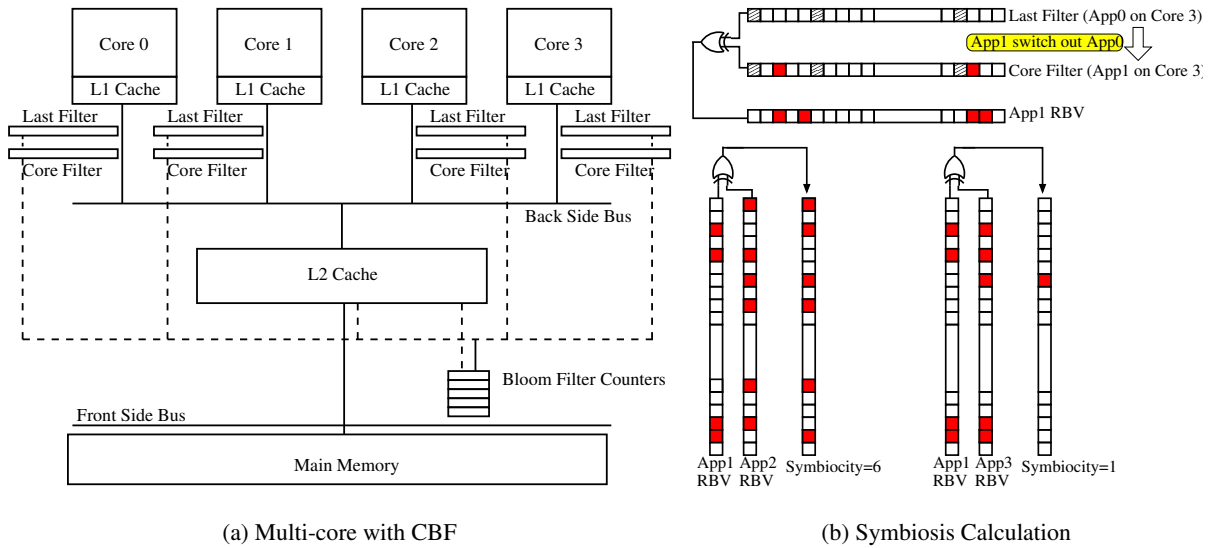 Core 0
Core 1
Core 2
Core 3
L1 Cache
L1 Cache
L1 Cache
L1 Cache
Last Filter
Last Filter
Last Filter
Last Filter
Core Filter
Core Filter
Core Filter
Core Filter
Back Side Bus
L2 Cache
Bloom Filter Counters
Front Side Bus
Main Memory
(a) Multi-core with CBF
Last Filter (App0 on Core 3)
App1 switch out App0
Core Filter (App1 on Core 3)
App1 RBV
App1
RBV
App2
RBV
Symbiocity=6
App1
RBV
App3
RBV
Symbiocity=1
(b) Symbiosis Calculation